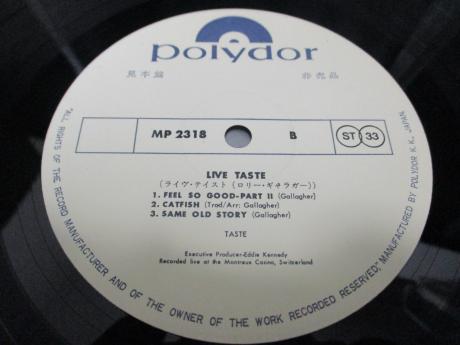 polydor
見本盤 非売品
MP 2318 B ST 33
LIVE TASTE
(ライヴ・テイスト(ロリー・ギャラガー))
1. FEEL SO GOOD-PART II (Gallagher)
2. CATFISH (Trad/Arr: Gallagher)
3. SAME OLD STORY (Gallagher)
TASTE
Executive Producer-Eddie Kennedy
Recorded live at the Montreux Casino, Switzerland
"ALL RIGHTS OF THE RECORD MANUFACTURER AND OF THE OWNER OF THE WORK RECORDED RESERVED," MANUFACTURED BY POLYDOR K.K. JAPAN